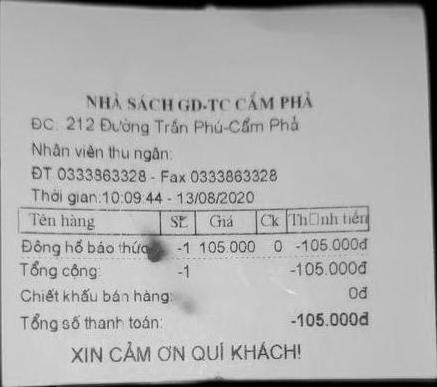 NHÀ SÁCH GD-TC CẨM PHẢ
ĐC: 212 Đường Trần Phú-Cẩm Phả
Nhân viên thu ngân:
ĐT 0333863328 - Fax 0333863328
Thời gian:10:09:44 - 13/08/2020
Tên hàng SL Giá Ck Th□nh tiền
Đồng hồ báo thức -1 105.000 0 -105.000đ
Tổng cộng: -1 -105.000đ
Chiết khấu bán hàng: 0đ
Tổng số thanh toán: -105.000đ
XIN CẢM ƠN QUÍ KHÁCH!